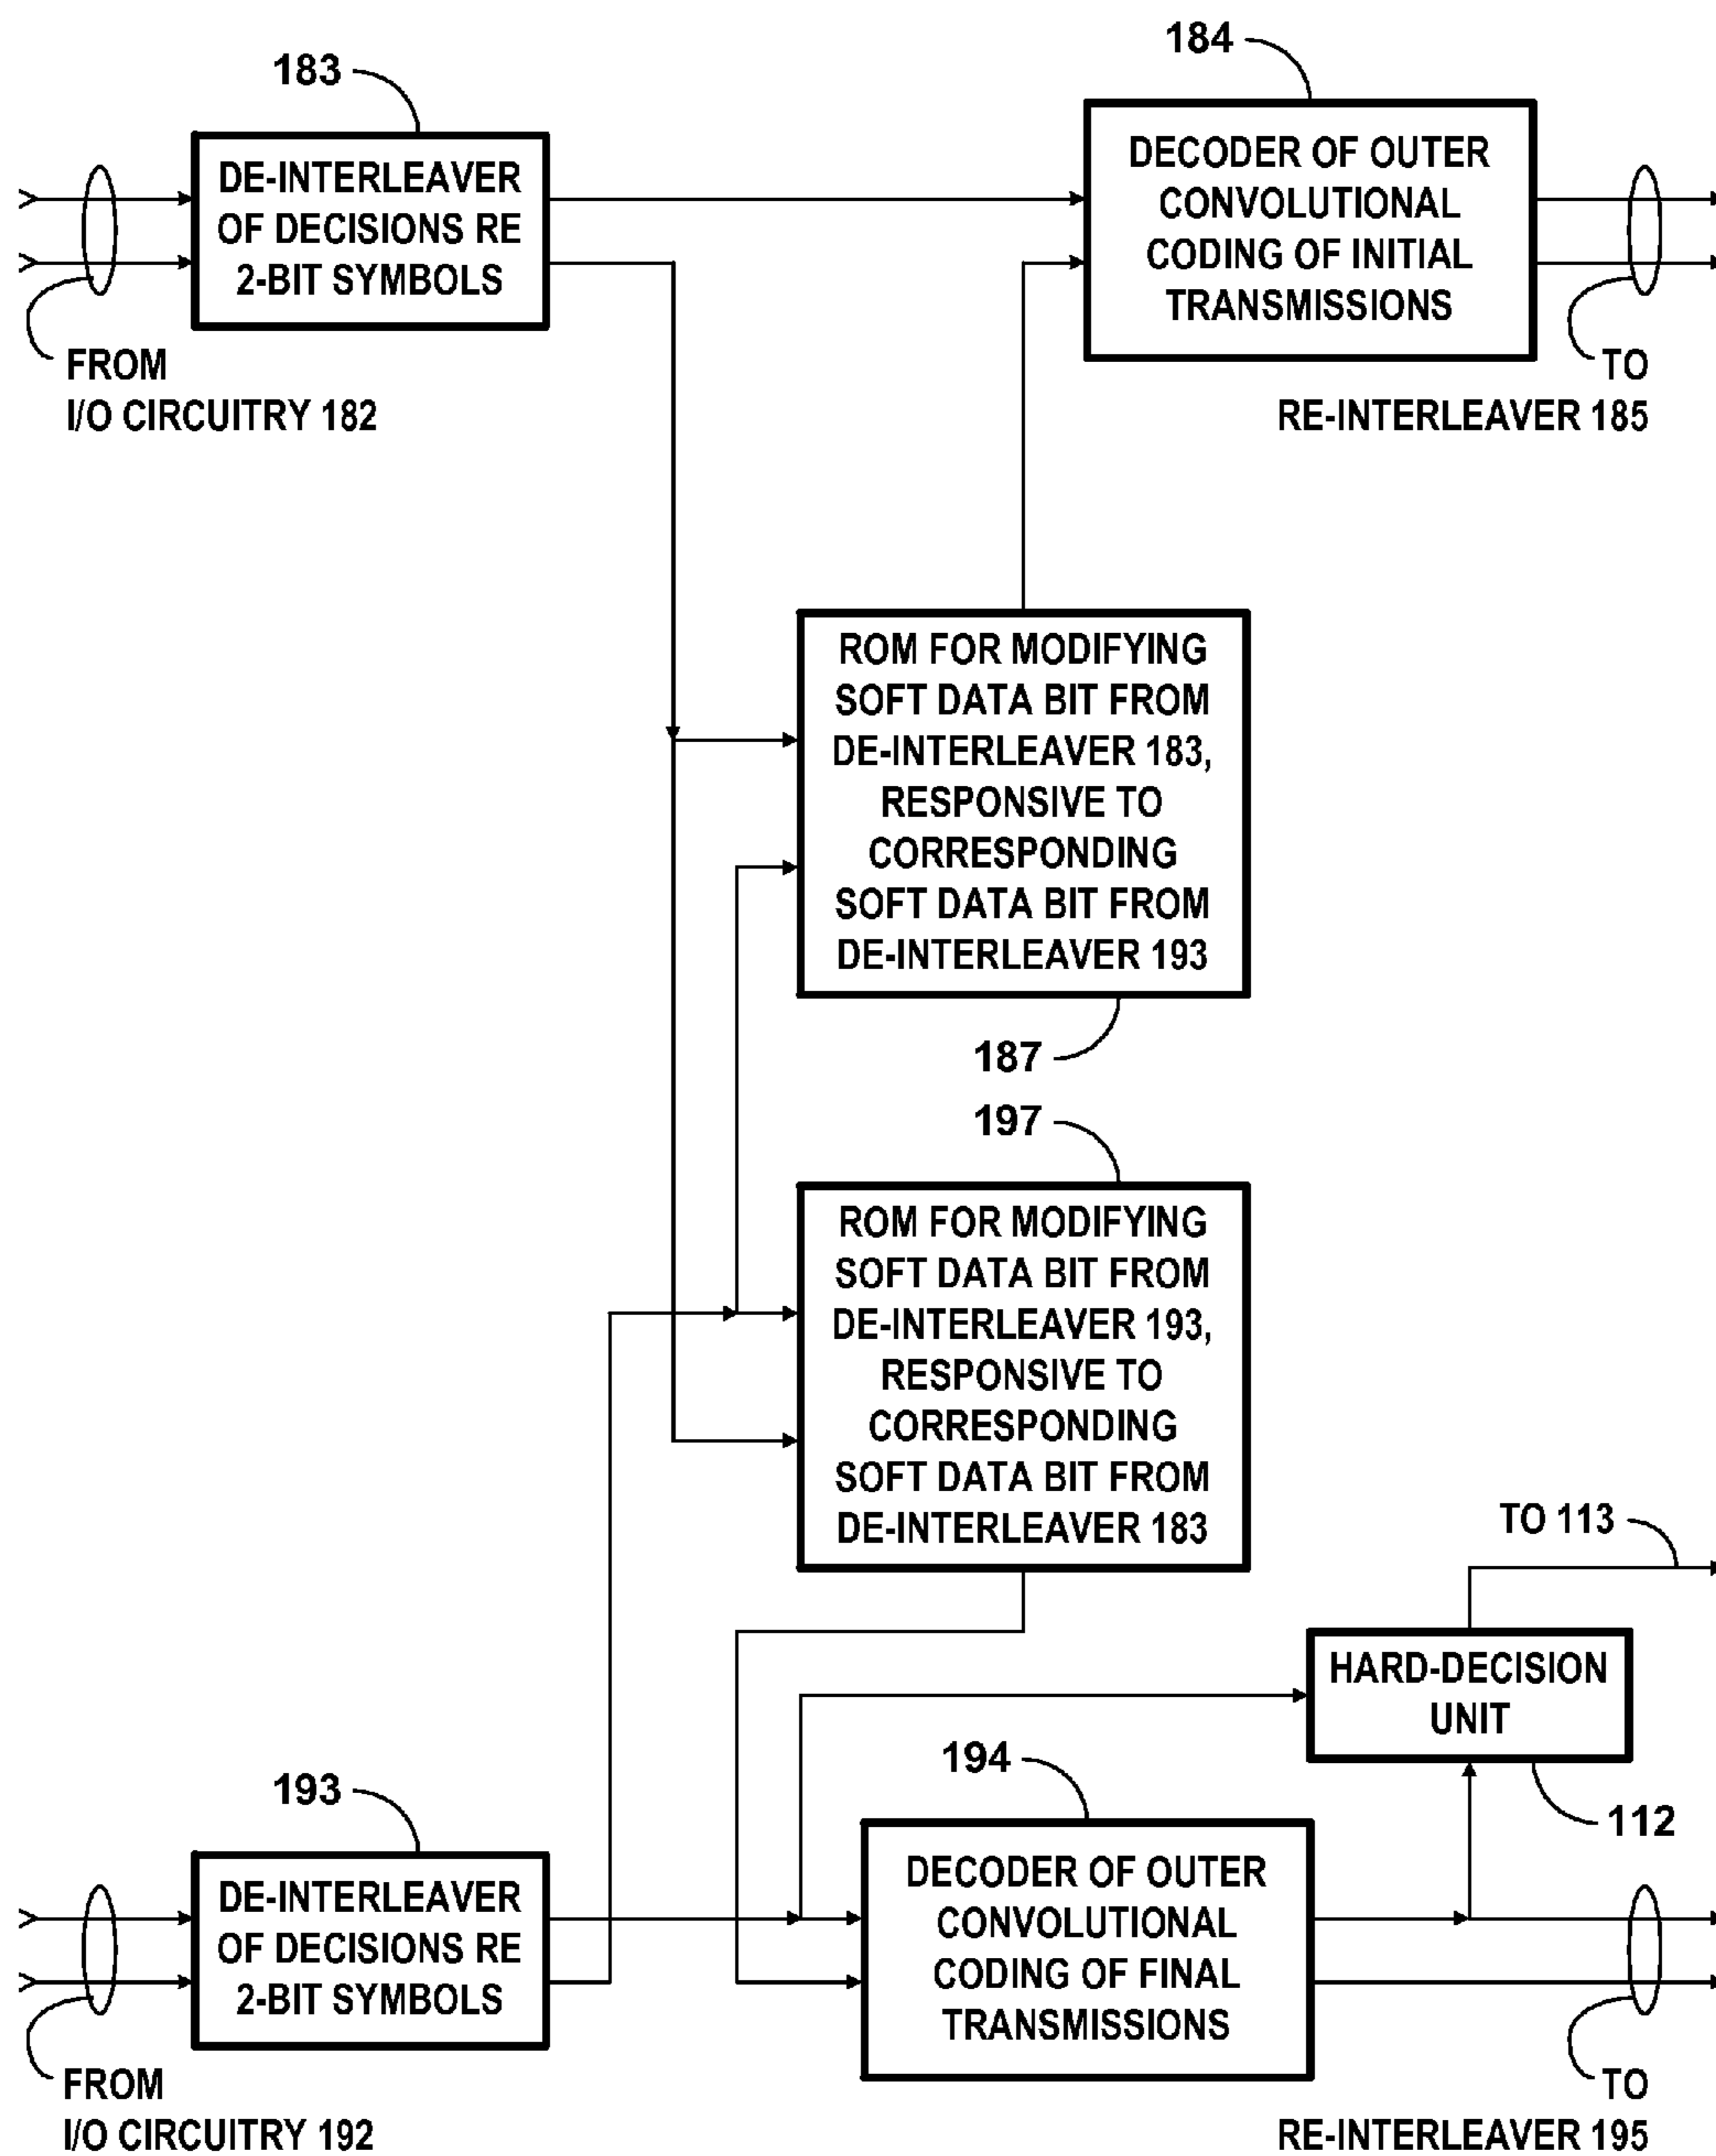 183
184
DE-INTERLEAVER
OF DECISIONS RE
2-BIT SYMBOLS
DECODER OF OUTER
CONVOLUTIONAL
CODING OF INITIAL
TRANSMISSIONS
FROM
I/O CIRCUITRY 182
TO
RE-INTERLEAVER 185
ROM FOR MODIFYING
SOFT DATA BIT FROM
DE-INTERLEAVER 183,
RESPONSIVE TO
CORRESPONDING
SOFT DATA BIT FROM
DE-INTERLEAVER 193
187
197
ROM FOR MODIFYING
SOFT DATA BIT FROM
DE-INTERLEAVER 193,
RESPONSIVE TO
CORRESPONDING
SOFT DATA BIT FROM
DE-INTERLEAVER 183
TO 113
HARD-DECISION
UNIT
112
193
194
DE-INTERLEAVER
OF DECISIONS RE
2-BIT SYMBOLS
DECODER OF OUTER
CONVOLUTIONAL
CODING OF FINAL
TRANSMISSIONS
FROM
I/O CIRCUITRY 192
TO
RE-INTERLEAVER 195